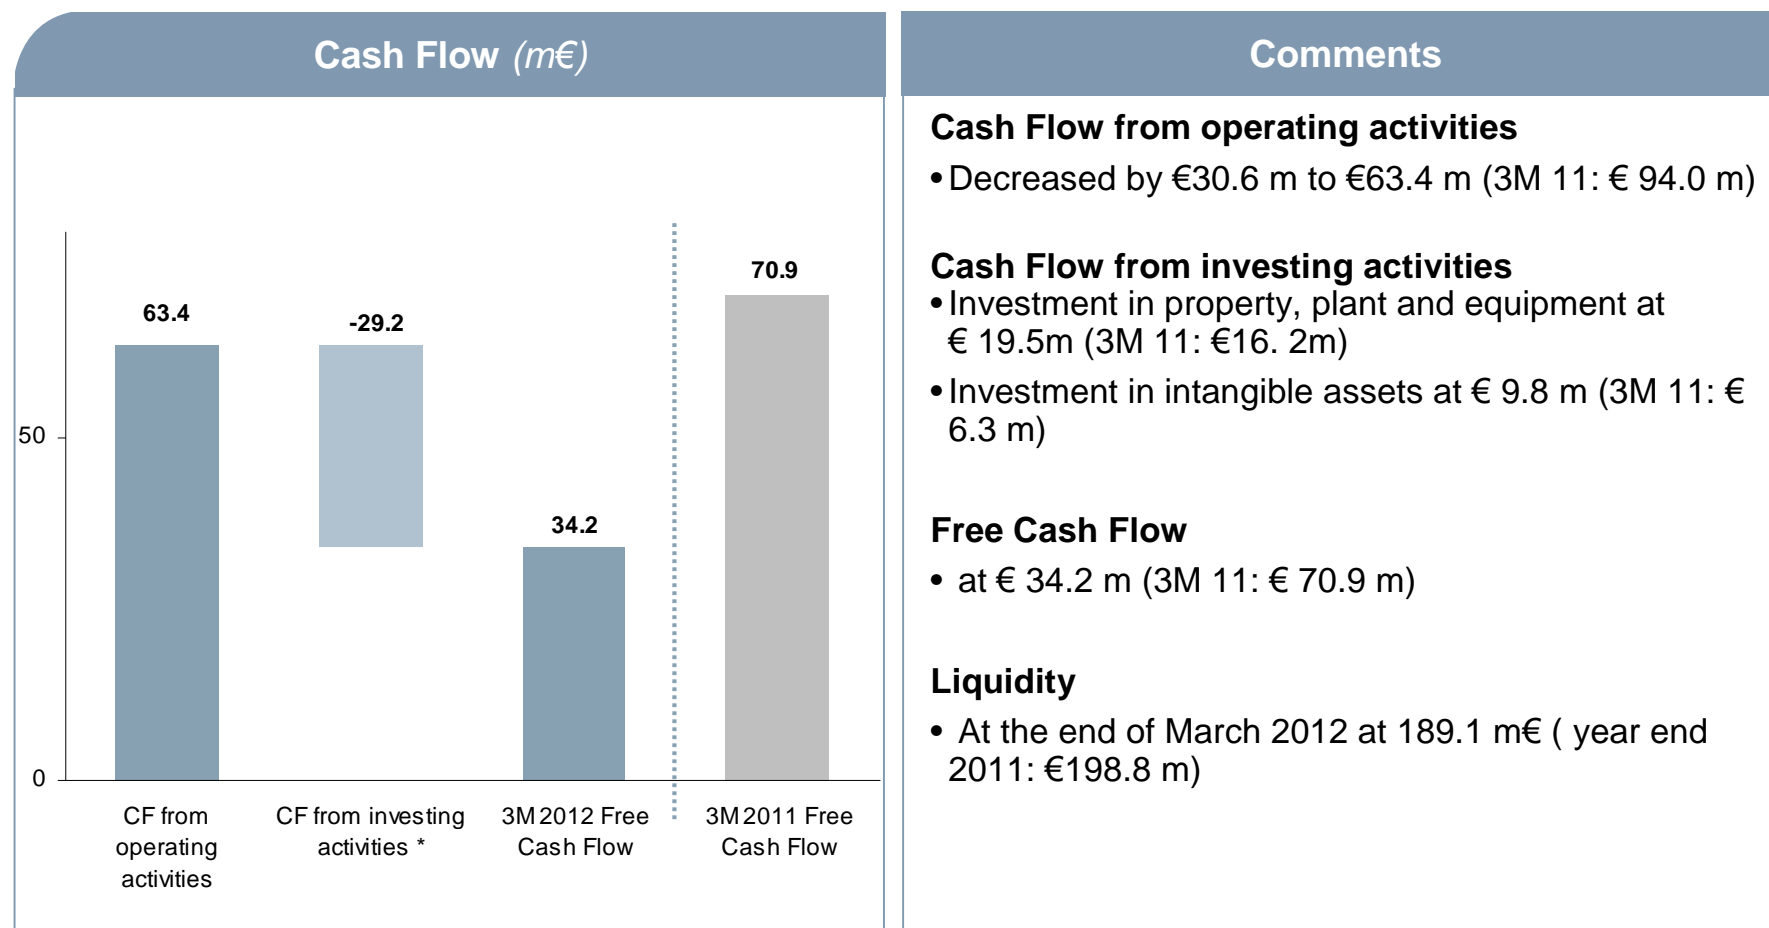 Cash Flow (m€)
63.4
-29.2
34.2
70.9
50
0
CF from
operating
activities
CF from investing
activities *
3M 2012 Free
Cash Flow
3M 2011 Free
Cash Flow
Comments
Cash Flow from operating activities
• Decreased by €30.6 m to €63.4 m (3M 11: € 94.0 m)
Cash Flow from investing activities
• Investment in property, plant and equipment at
€ 19.5m (3M 11: €16. 2m)
• Investment in intangible assets at € 9.8 m (3M 11: €
6.3 m)
Free Cash Flow
• at € 34.2 m (3M 11: € 70.9 m)
Liquidity
• At the end of March 2012 at 189.1 m€ ( year end
2011: €198.8 m)